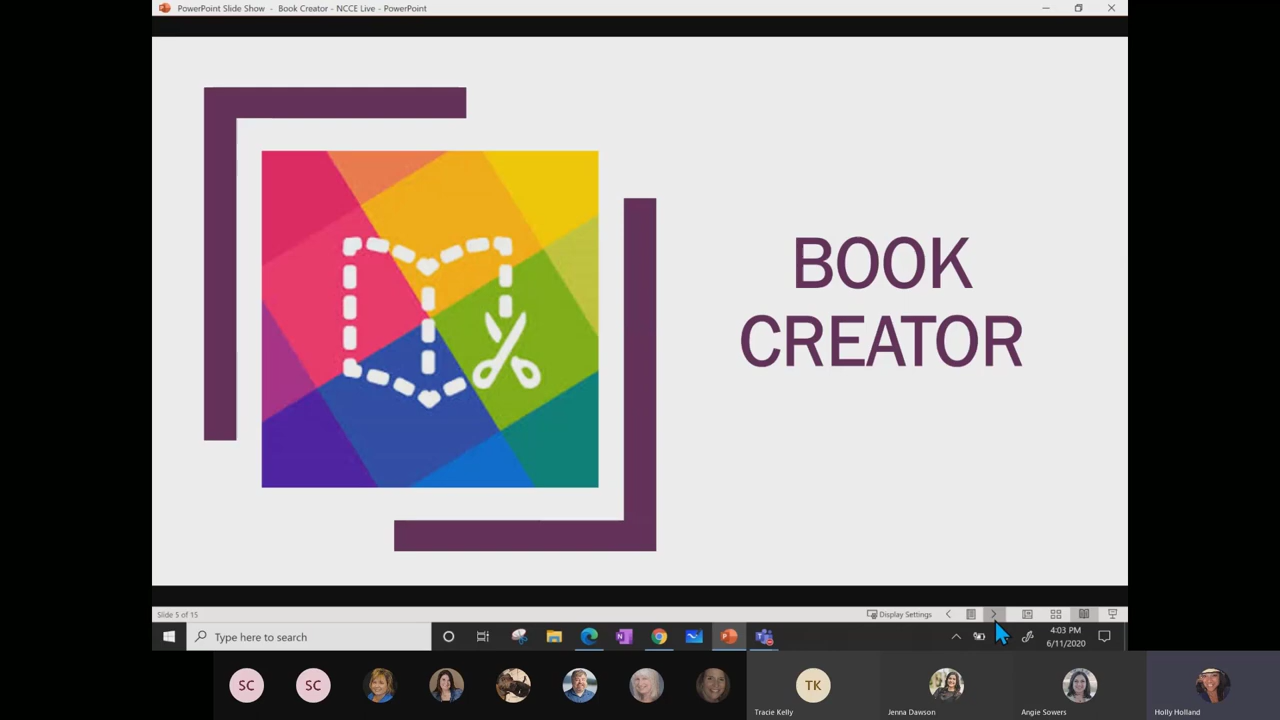 PowerPoint Slide Show - Book Creator - NCCE Live - PowerPoint
BOOK
CREATOR
Slide 5 of 15
Display Settings
Type here to search
4:03 PM
6/11/2020
SC
SC
TK
Tracie Kelly
Jenna Dawson
Angie Sowers
Holly Holland